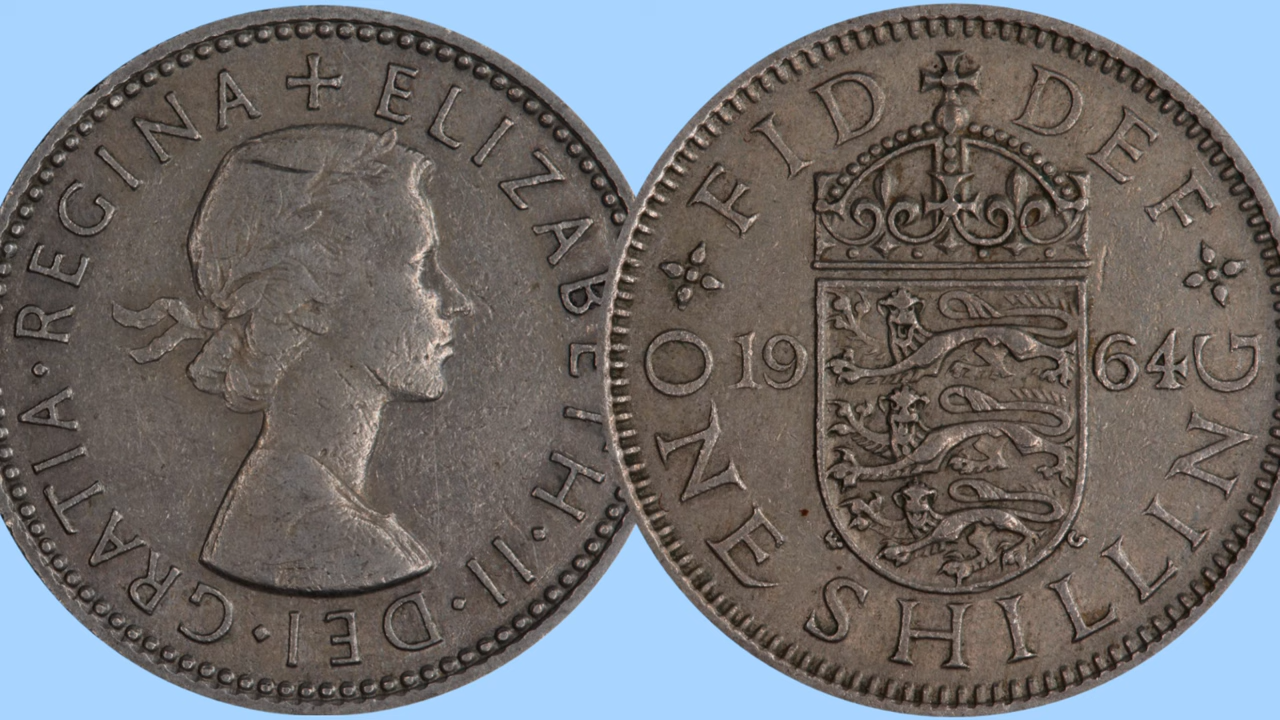 + ELIZABETH · II · DEI · GRATIA · REGINA
FID DEF
19 64
ONE SHILLING